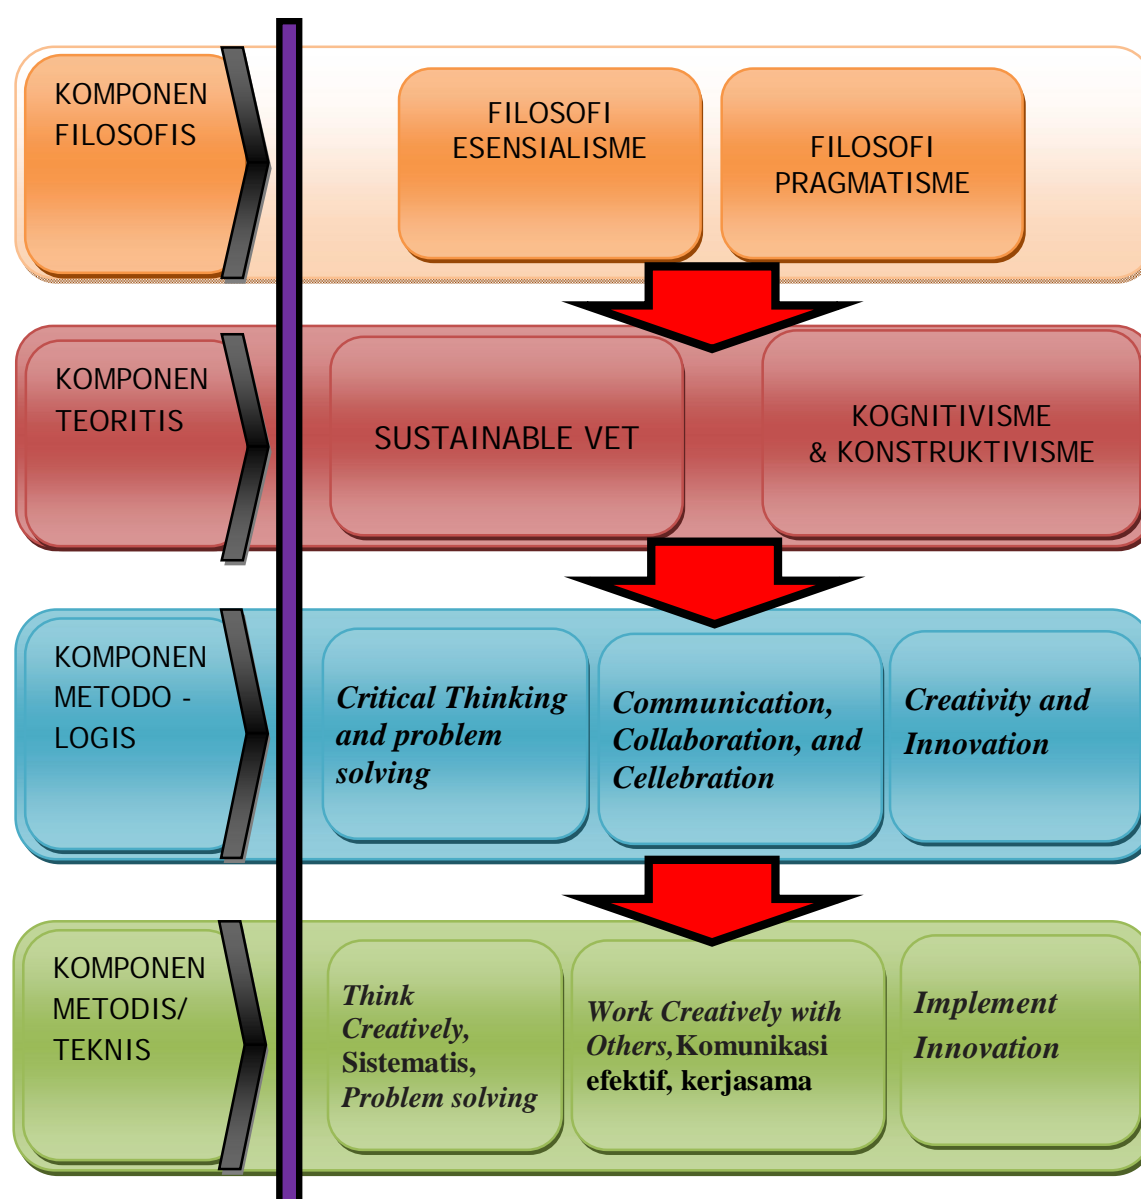 KOMPONEN
FILOSOFIS
FILOSOFI
ESENSIALISME
FILOSOFI
PRAGMATISME
KOMPONEN
TEORITIS
SUSTAINABLE VET
KOGNITIVISME
& KONSTRUKTIVISME
KOMPONEN
METODO -
LOGIS
Critical Thinking
and problem
solving
Communication,
Collaboration, and
Cellebration
Creativity and
Innovation
KOMPONEN
METODIS/
TEKNIS
Think
Creatively,
Sistematis,
Problem solving
Work Creatively with
Others,Komunikasi
efektif, kerjasama
Implement
Innovation